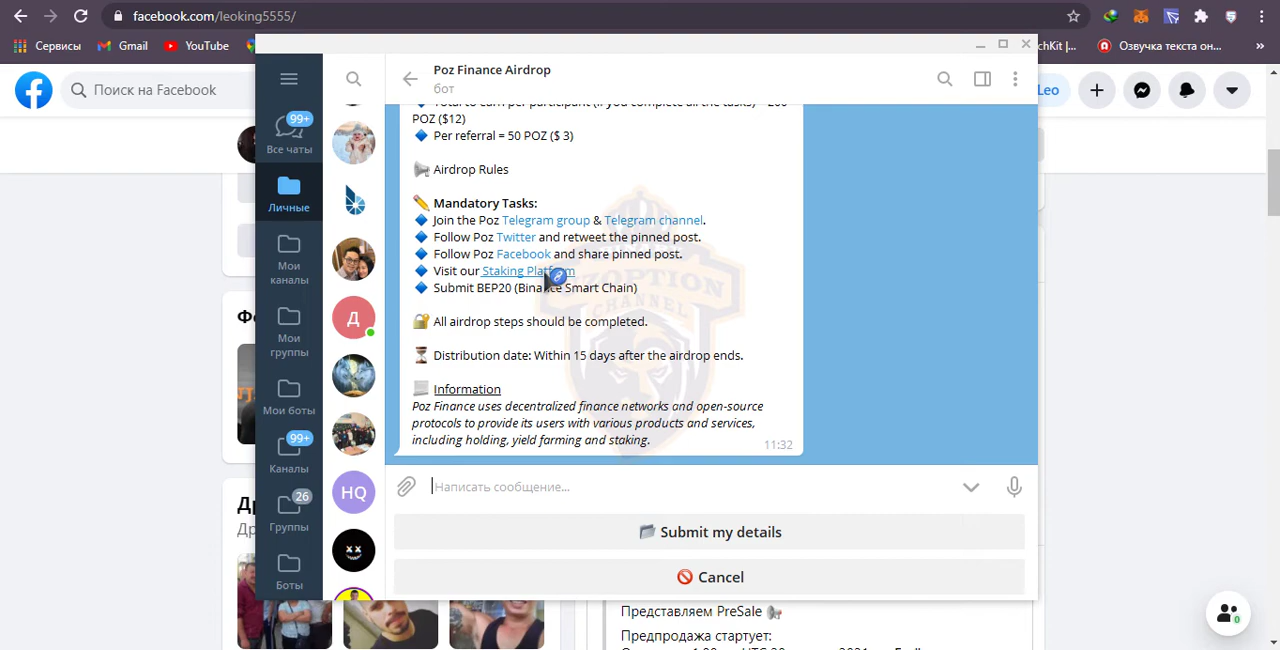 facebook.com/leoking5555/
Сервисы
Gmail
YouTube
Озвучка текста on...
»
Поиск на Facebook
Leo
Poz Finance Airdrop
бот
99+
Все чаты
Личные
Мои
каналы
Мои
группы
Мои боты
99+
Каналы
26
Группы
Боты
Д
HQ
POZ ($12)
Per referral = 50 POZ ($ 3)
Airdrop Rules
Mandatory Tasks:
Join the Poz Telegram group & Telegram channel.
Follow Poz Twitter and retweet the pinned post.
Follow Poz Facebook and share pinned post.
Visit our Staking Platform
Submit BEP20 (Binance Smart Chain)
All airdrop steps should be completed.
Distribution date: Within 15 days after the airdrop ends.
Information
Poz Finance uses decentralized finance networks and open-source
protocols to provide its users with various products and services,
including holding, yield farming and staking.
11:32
Написать сообщение...
Submit my details
Cancel
Представляем PreSale
Предпродажа стартует:
0